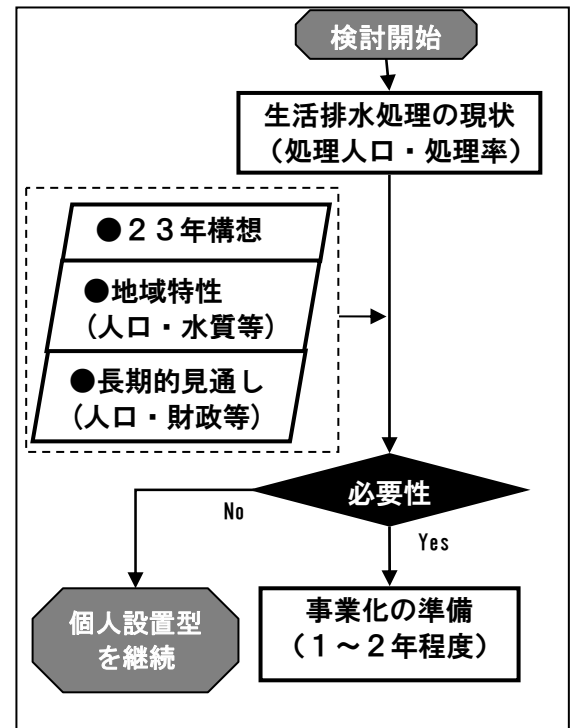 検討開始
生活排水処理の現状
（処理人口・処理率）
●２３年構想
●地域特性
（人口・水質等）
●長期的見通し
（人口・財政等）
必要性
No
Yes
個人設置型
を継続
事業化の準備
（１～２年程度）